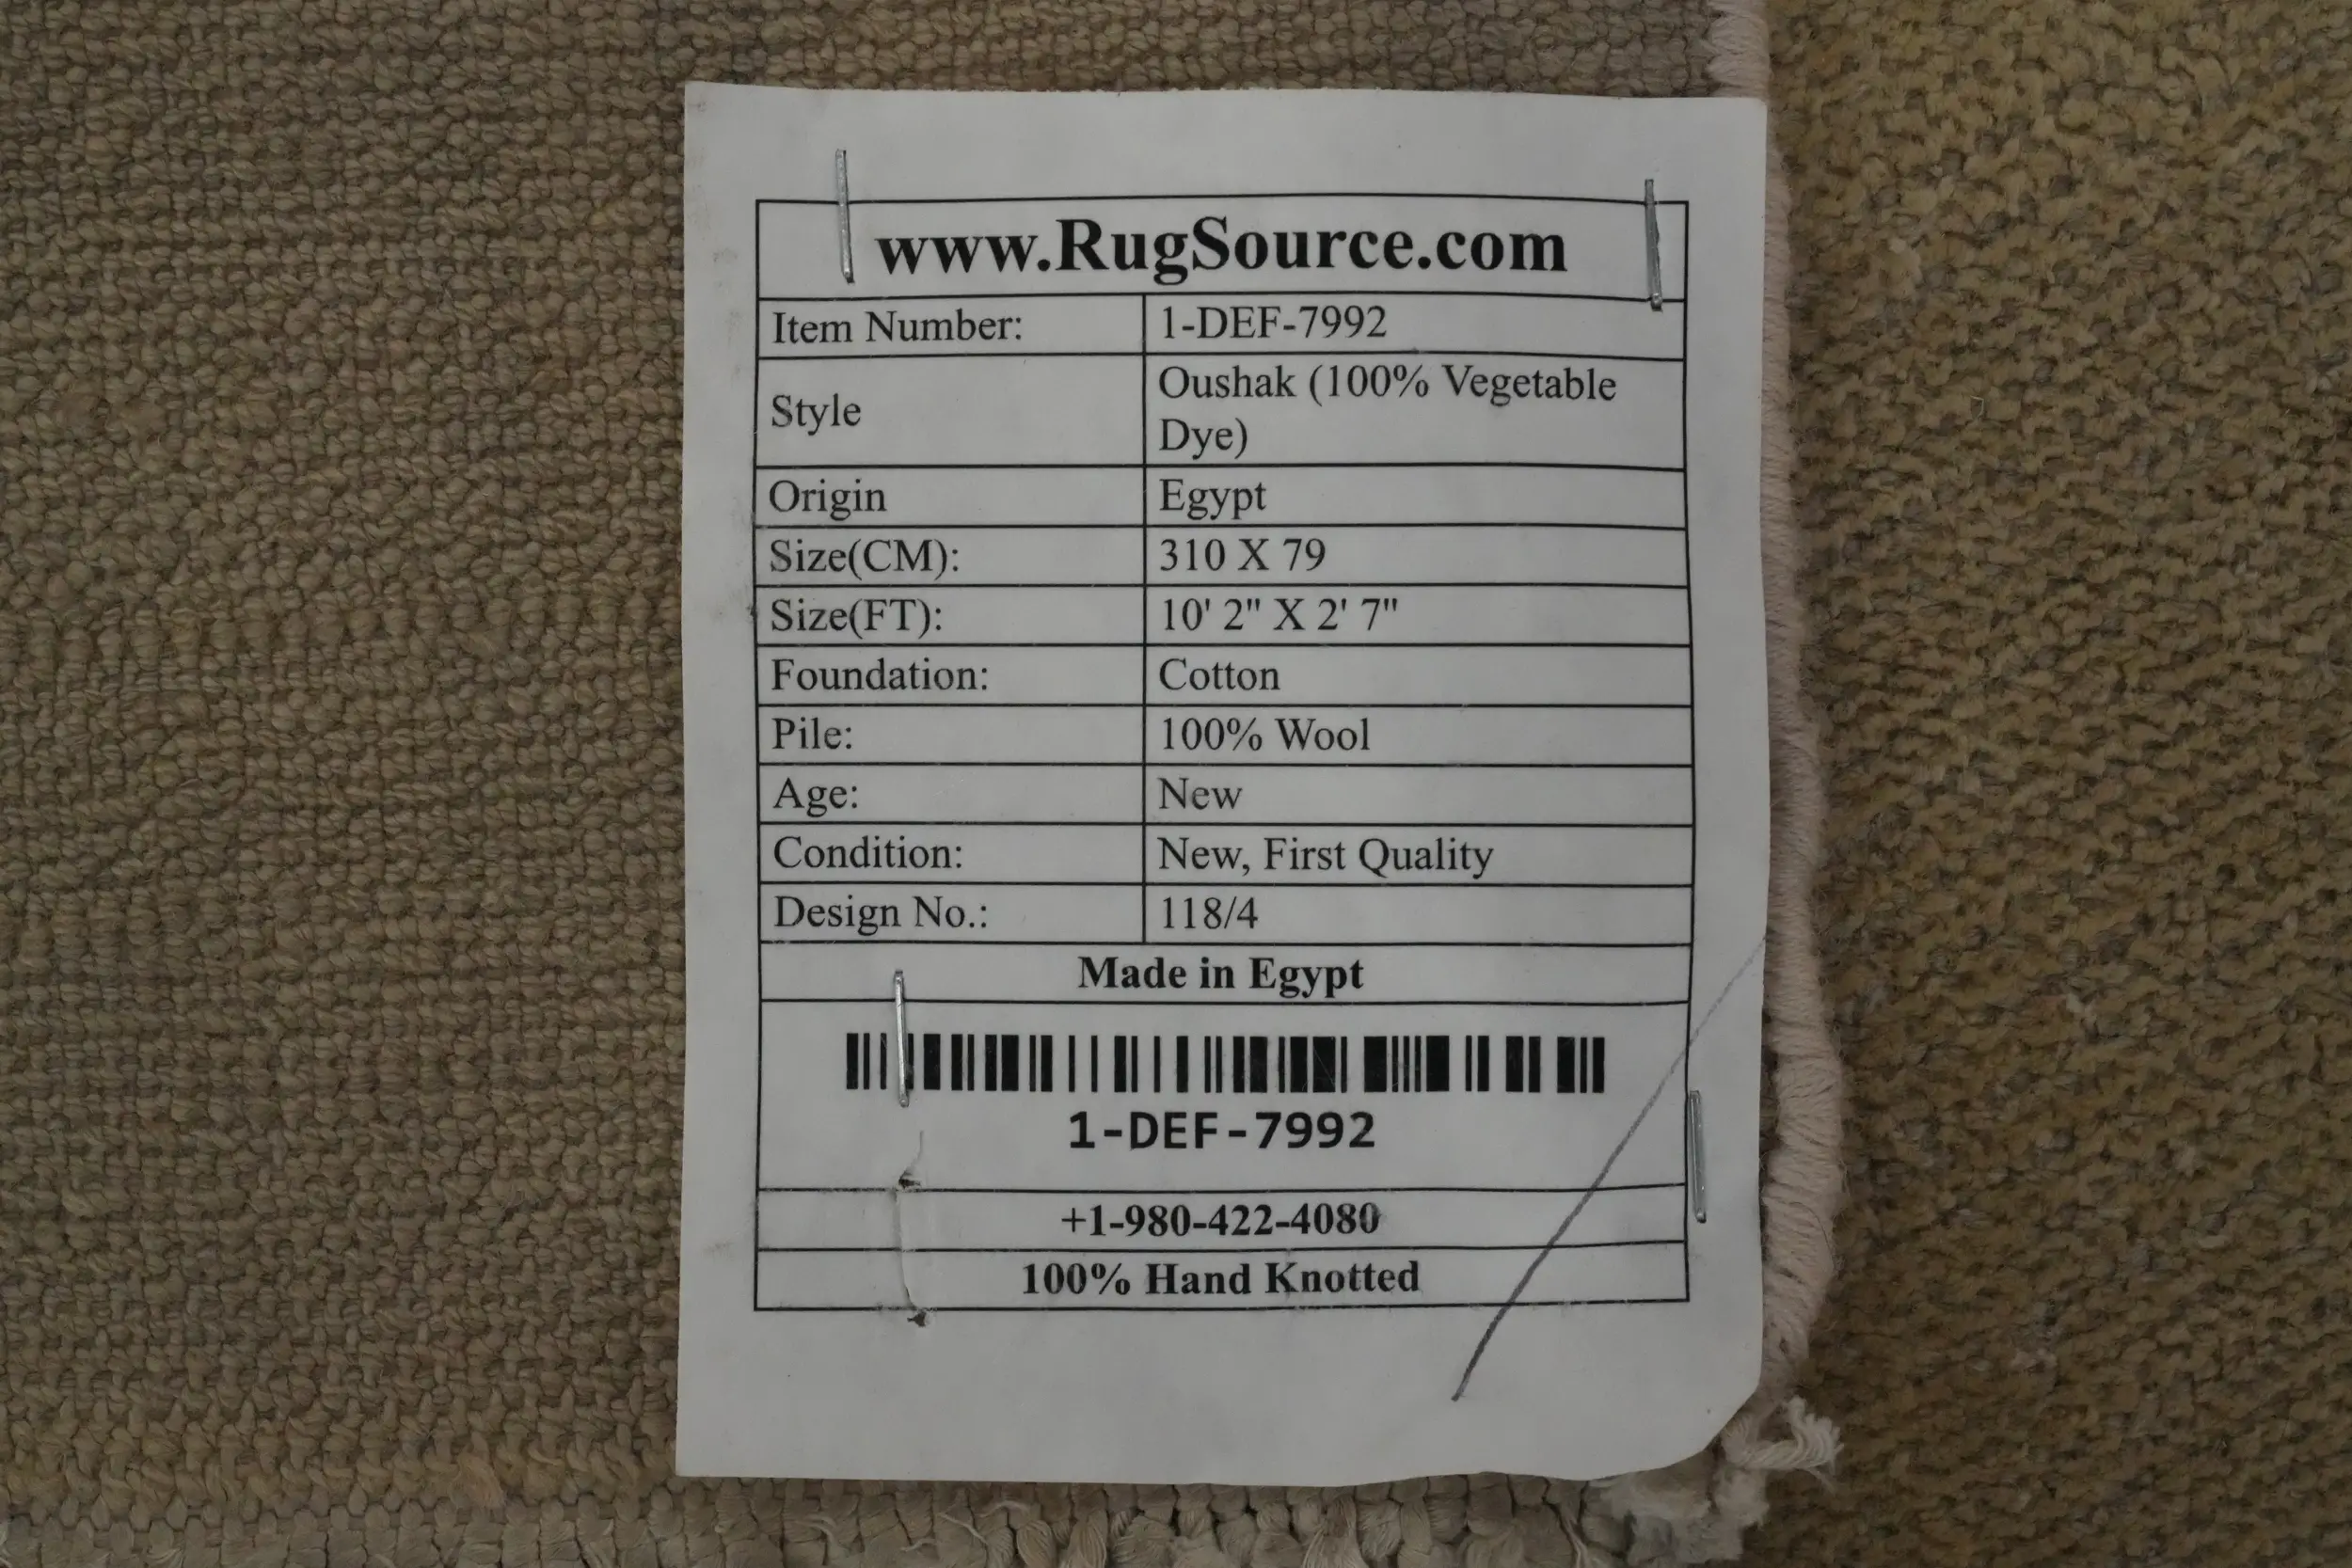 www.RugSource.com
Item Number: 1-DEF-7992
Style Oushak (100% Vegetable
Dye)
Origin Egypt
Size(CM): 310 X 79
Size(FT): 10' 2" X 2' 7"
Foundation: Cotton
Pile: 100% Wool
Age: New
Condition: New, First Quality
Design No.: 118/4
Made in Egypt
1-DEF-7992
+1-980-422-4080
100% Hand Knotted